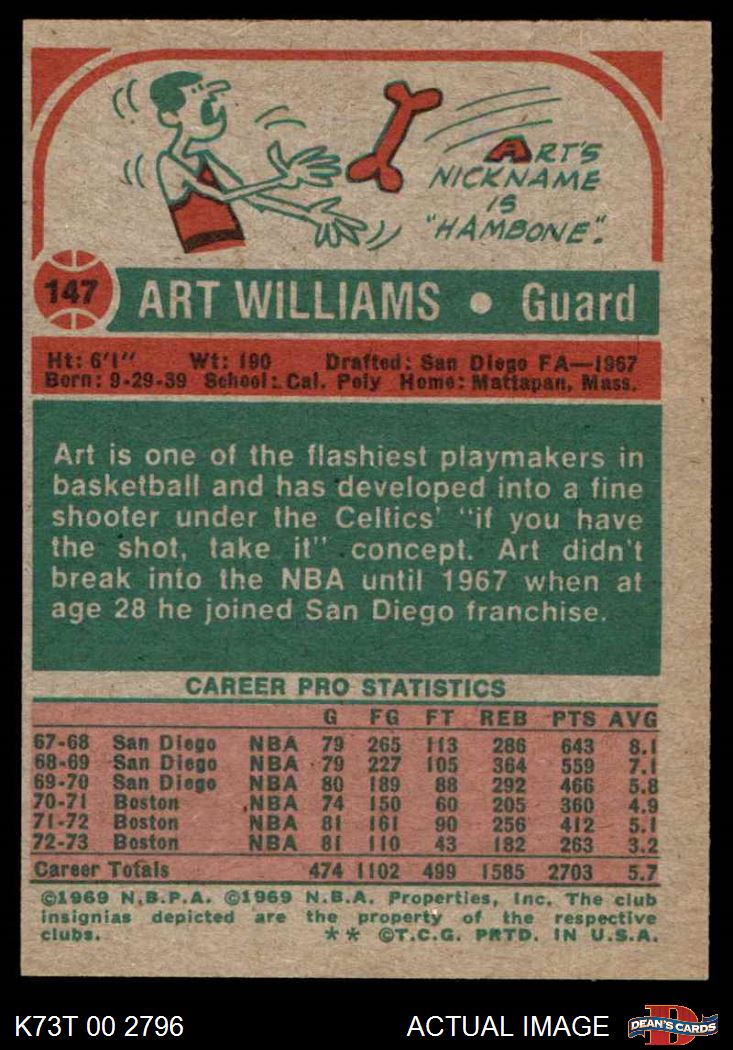 ART'S
NICKNAME
IS
"HAMBONE".
147
ART WILLIAMS • Guard
Ht: 6'1" Wt: 190 Drafted: San Diego FA—1967
Born: 9-29-39 School: Cal. Poly Home: Mattapan, Mass.
Art is one of the flashiest playmakers in
basketball and has developed into a fine
shooter under the Celtics' "if you have
the shot, take it" concept. Art didn't
break into the NBA until 1967 when at
age 28 he joined San Diego franchise.
CAREER PRO STATISTICS
G FG FT REB PTS AVG
67-68 San Diego NBA 79 265 113 286 643 8.1
68-69 San Diego NBA 79 227 105 364 559 7.1
69-70 San Diego NBA 80 189 88 292 466 5.8
70-71 Boston NBA 74 150 60 205 360 4.9
71-72 Boston NBA 81 161 90 256 412 5.1
72-73 Boston NBA 81 110 43 182 263 3.2
Career Totals 474 1102 499 1585 2703 5.7
©1969 N.B.P.A. ©1969 N.B.A. Properties, Inc. The club
insignias depicted are the property of the respective
clubs. ** ©T.C.G. PRTD. IN U.S.A.
K73T 00 2796 ACTUAL IMAGE D DEAN'S CARDS